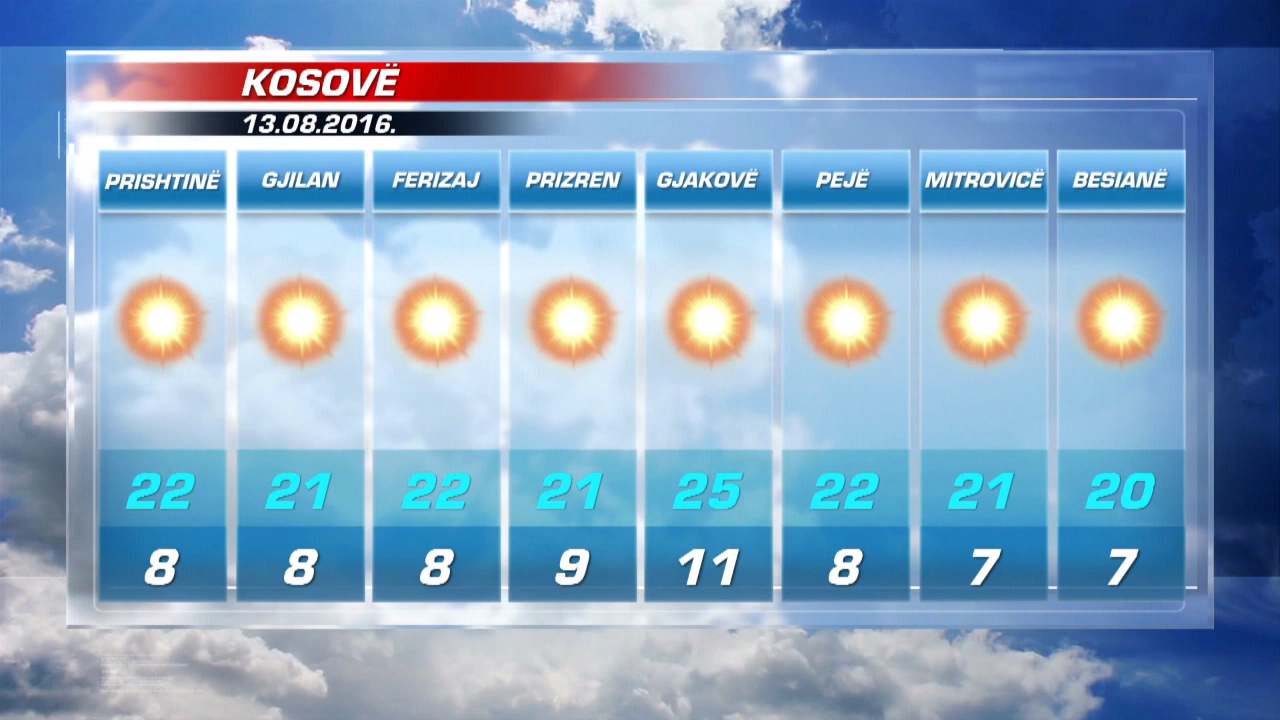 KOSOVË
13.08.2016.
PRISHTINË GJILAN FERIZAJ PRIZREN GJAKOVË PEJË MITROVICË BESIANË
22 21 22 21 25 22 21 20
8 8 8 9 11 8 7 7